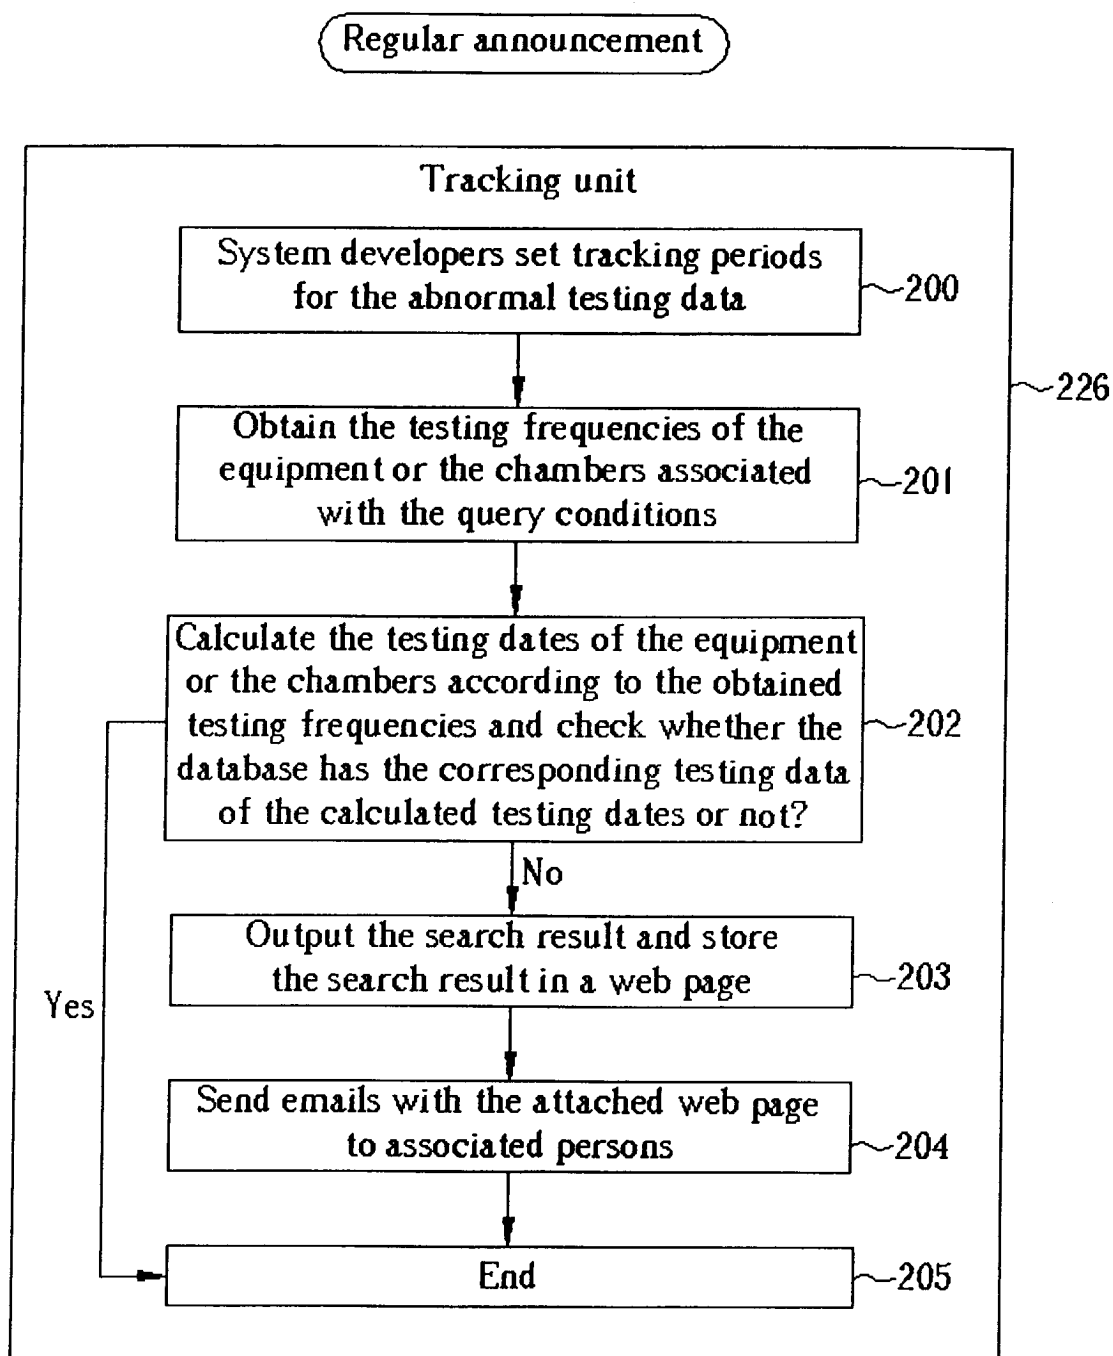 Regular announcement
Tracking unit
System developers set tracking periods
for the abnormal testing data
200
226
Obtain the testing frequencies of the
equipment or the chambers associated
with the query conditions
201
Calculate the testing dates of the equipment
or the chambers according to the obtained
testing frequencies and check whether the
database has the corresponding testing data
of the calculated testing dates or not?
202
No
Output the search result and store
the search result in a web page
203
Yes
Send emails with the attached web page
to associated persons
204
End
205